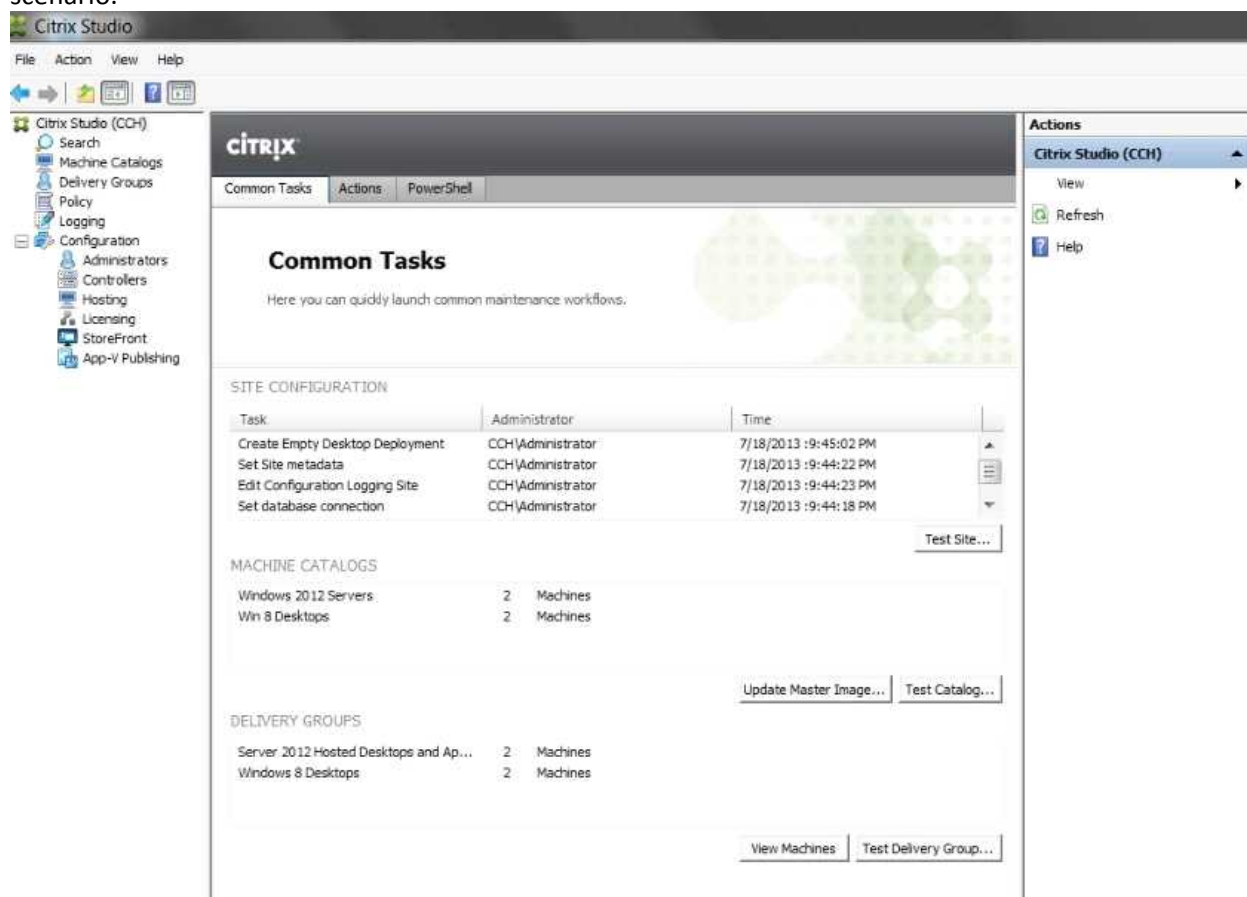 scenario.
Citrix Studio
File Action View Help
Citrix Studio (CCH)
Search
Machine Catalogs
Delivery Groups
Policy
Logging
Configuration
Administrators
Controllers
Hosting
Licensing
StoreFront
App-V Publishing
CİTRIX
Common Tasks Actions PowerShell
Common Tasks
Here you can quickly launch common maintenance workflows.
SITE CONFIGURATION
Task Administrator Time
Create Empty Desktop Deployment CCH\Administrator 7/18/2013 :9:45:02 PM
Set Site metadata CCH\Administrator 7/18/2013 :9:44:22 PM
Edit Configuration Logging Site CCH\Administrator 7/18/2013 :9:44:23 PM
Set database connection CCH\Administrator 7/18/2013 :9:44:18 PM
Test Site...
MACHINE CATALOGS
Windows 2012 Servers 2 Machines
Win 8 Desktops 2 Machines
Update Master Image... Test Catalog...
DELIVERY GROUPS
Server 2012 Hosted Desktops and Ap... 2 Machines
Windows 8 Desktops 2 Machines
View Machines Test Delivery Group...
Actions
Citrix Studio (CCH)
View
Refresh
Help